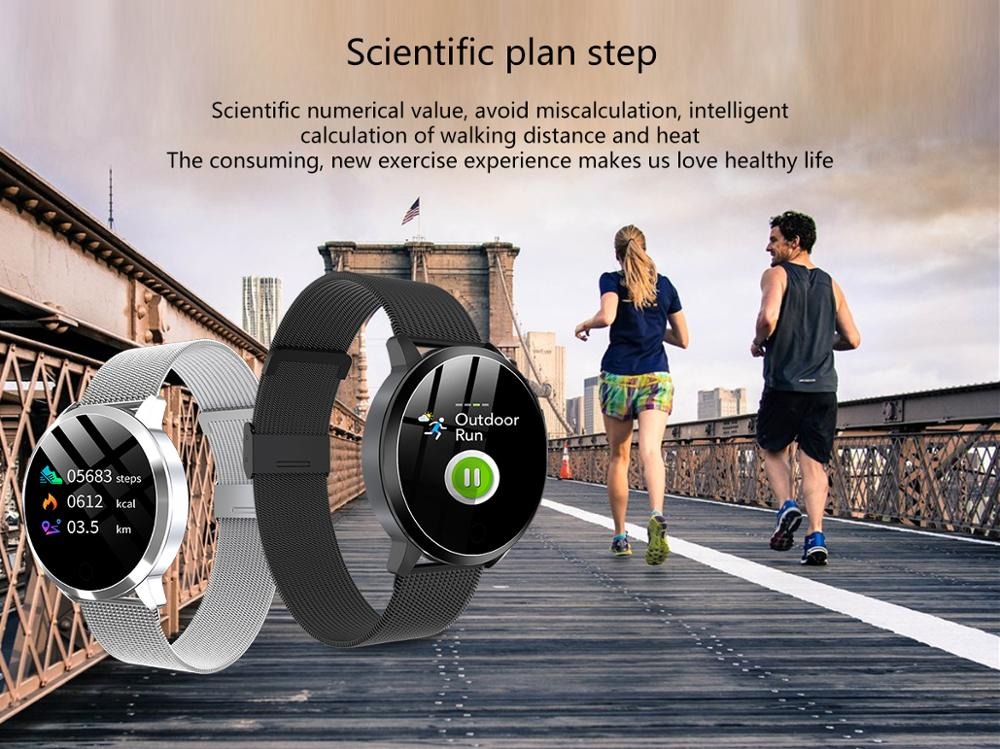 Scientific plan step
Scientific numerical value, avoid miscalculation, intelligent
calculation of walking distance and heat
The consuming, new exercise experience makes us love healthy life
Outdoor
Run
05683 steps
0612 kcal
03.5 km